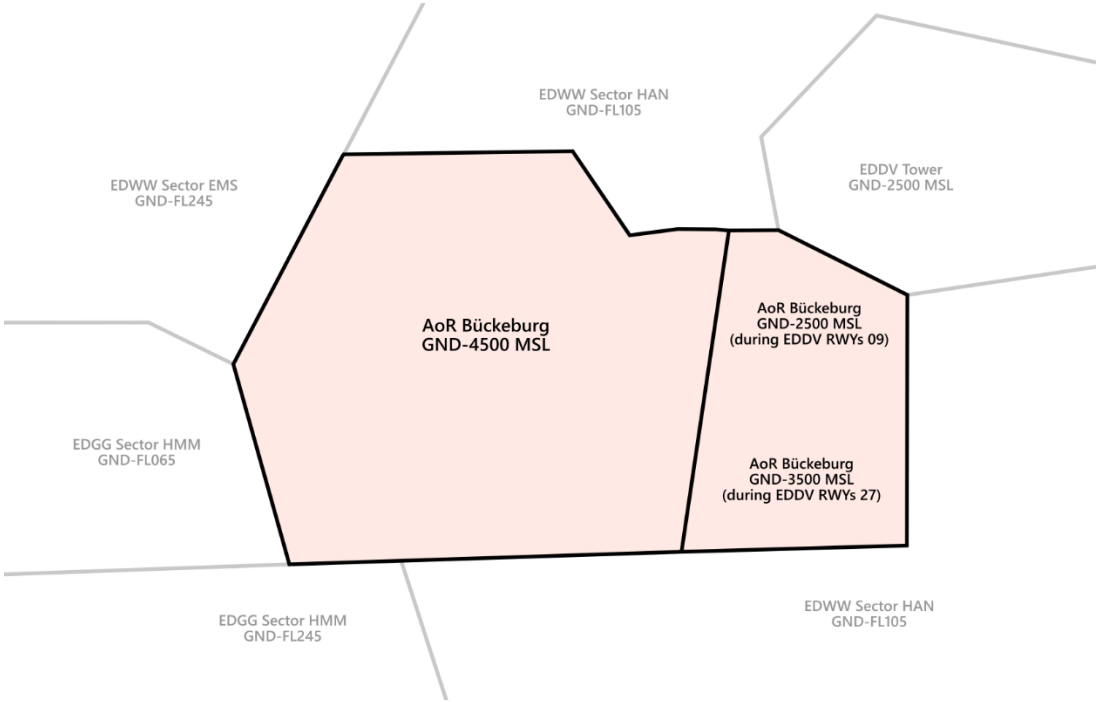 EDWW Sector HAN
GND-FL105
EDDV Tower
GND-2500 MSL
EDWW Sector EMS
GND-FL245
AoR Bückeburg
GND-4500 MSL
AoR Bückeburg
GND-2500 MSL
(during EDDV RWYs 09)
EDGG Sector HMM
GND-FL065
AoR Bückeburg
GND-3500 MSL
(during EDDV RWYs 27)
EDGG Sector HMM
GND-FL245
EDWW Sector HAN
GND-FL105